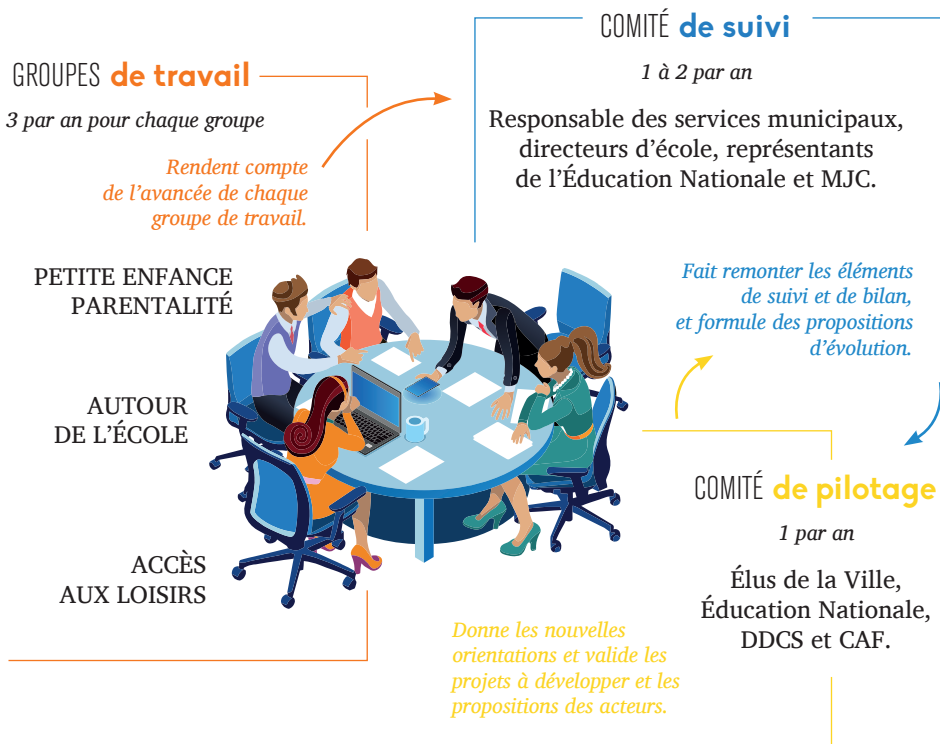 GROUPES de travail
3 par an pour chaque groupe
Rendent compte
de l’avancée de chaque
groupe de travail.
PETITE ENFANCE
PARENTALITÉ
AUTOUR
DE L’ÉCOLE
ACCÈS
AUX LOISIRS
COMITÉ de suivi
1 à 2 par an
Responsable des services municipaux,
directeurs d’école, représentants
de l’Éducation Nationale et MJC.
Fait remonter les éléments
de suivi et de bilan,
et formule des propositions
d’évolution.
COMITÉ de pilotage
1 par an
Élus de la Ville,
Éducation Nationale,
DDCS et CAF.
Donne les nouvelles
orientations et valide les
projets à développer et les
propositions des acteurs.